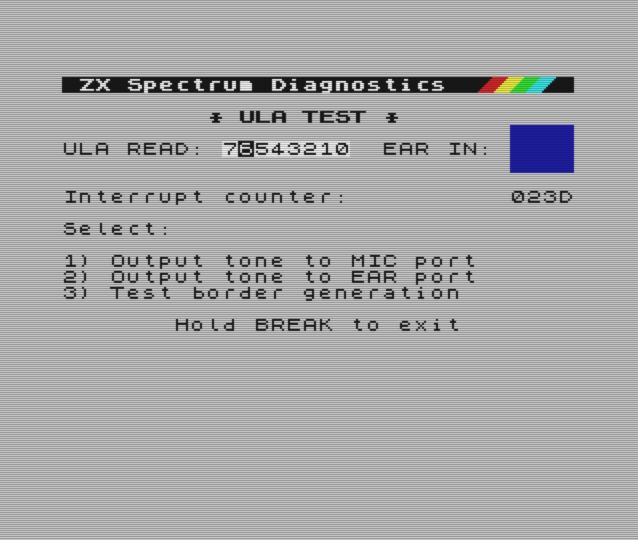 ZX Spectrum Diagnostics
* ULA TEST *
ULA READ: 76543210 EAR IN:
Interrupt counter: 023D
Select:
1) Output tone to MIC port
2) Output tone to EAR port
3) Test border generation
Hold BREAK to exit